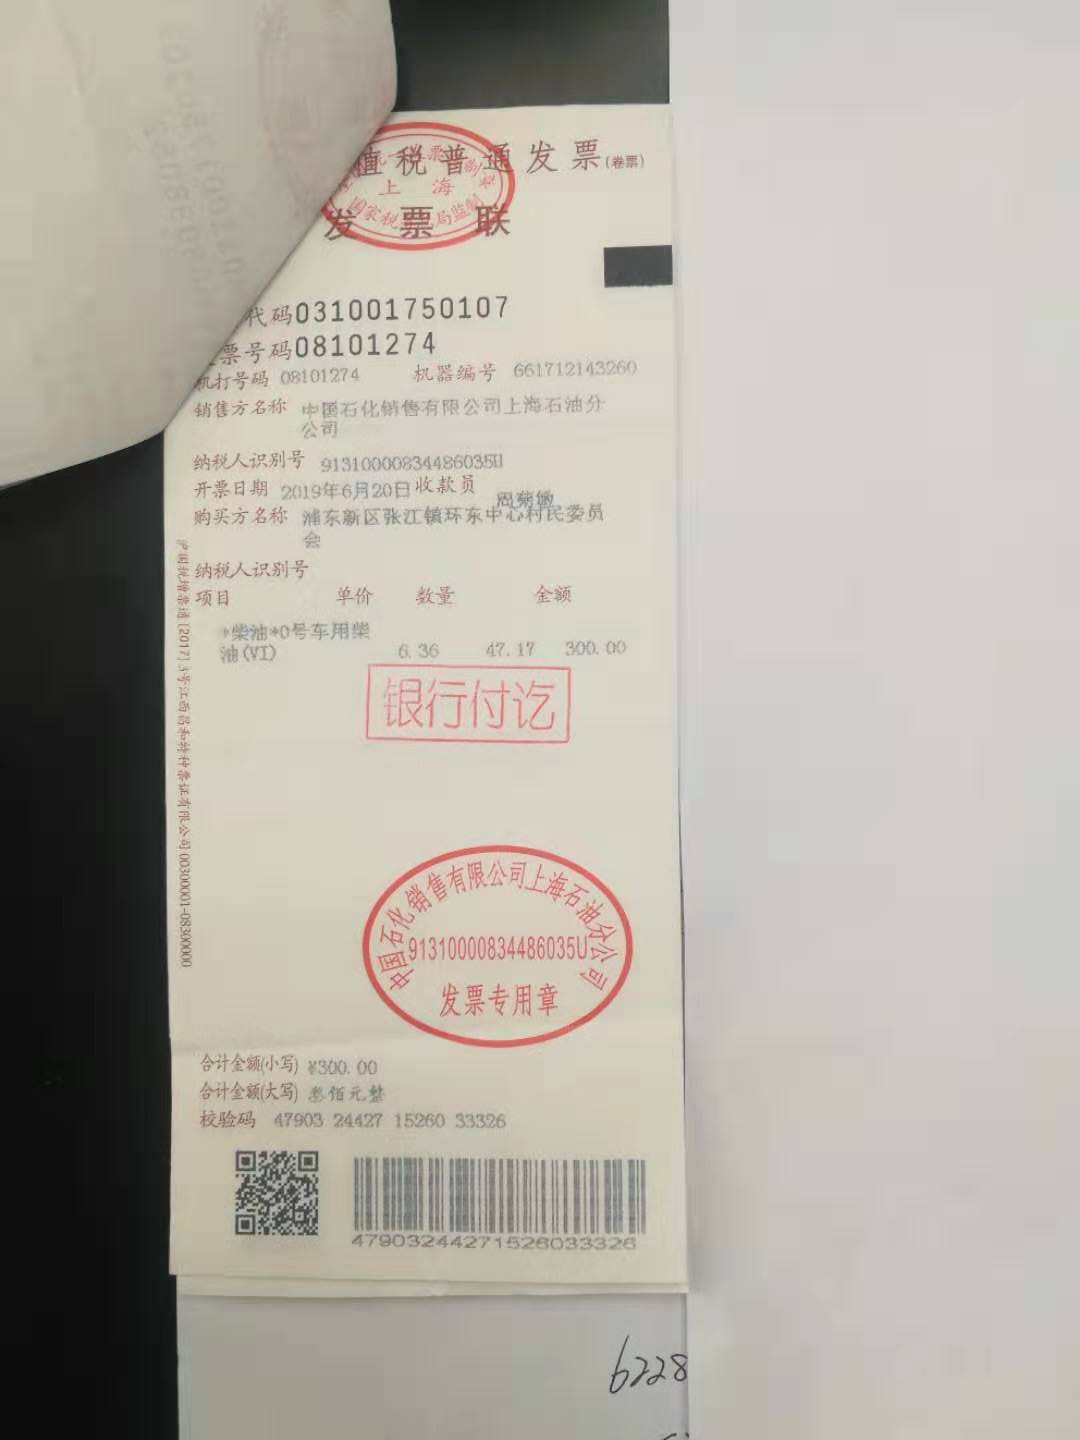 值税普通发票(卷票)
发票联
上海
代码031001750107
票号码08101274
机打号码 08101274 机器编号 661712143260
销售方名称 中国石化销售有限公司上海石油分
公司
纳税人识别号 91310000834486035U
开票日期 2019年6月20日 收款员 周菊敏
购买方名称 浦东新区张江镇环东中心村民委员
会
纳税人识别号
项目 单价 数量 金额
*柴油*0号车用柴
油(VI) 6.36 47.17 300.00
银行付讫
中国石化销售有限公司上海石油分公司
91310000834486035U
发票专用章
合计金额(小写) ¥300.00
合计金额(大写) 叁佰元整
校验码 47903 24427 15260 33326
47903244271526033326
6228